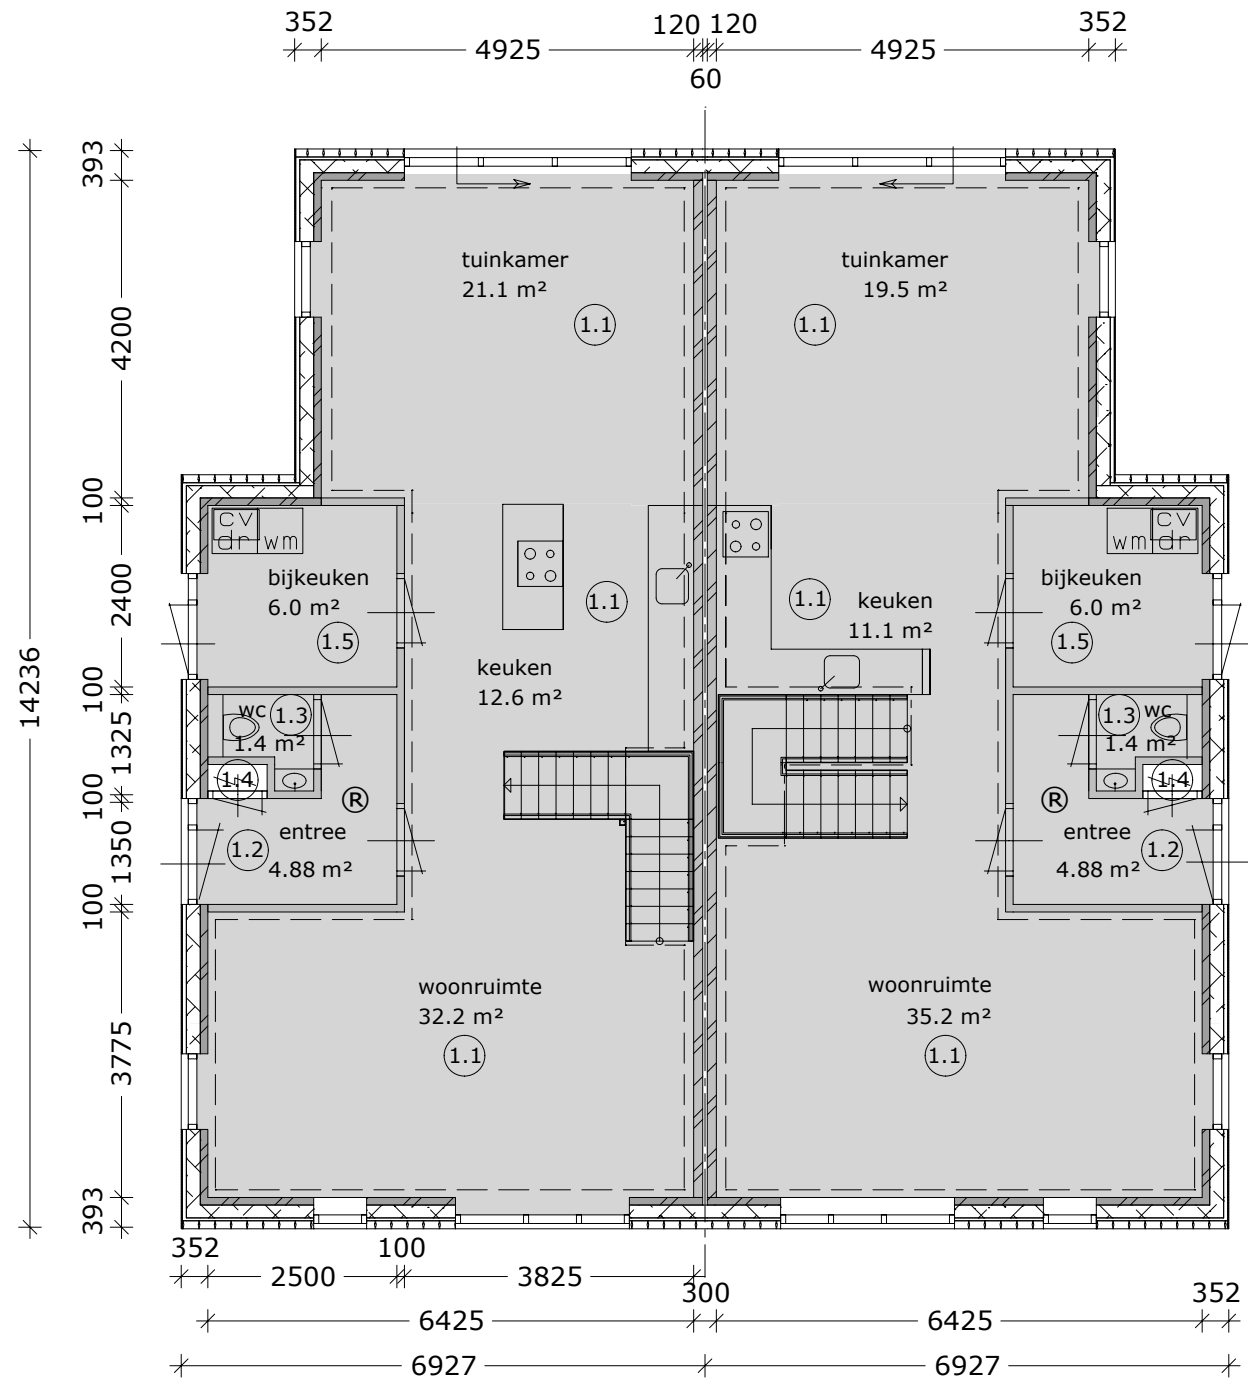 352
120 120
352
4925
4925
60
393
4200
100
2400
100
1325
100
1350
100
3775
393
14236
tuinkamer
21.1 m²
1.1
tuinkamer
19.5 m²
1.1
cv
dr wm
bijkeuken
6.0 m²
1.5
1.1
keuken
12.6 m²
1.1
keuken
11.1 m²
cv
wm dr
bijkeuken
6.0 m²
1.5
wc 1.3
1.4 m²
1.4
®
entree
1.2
4.88 m²
1.3 wc
1.4 m²
1.4
®
entree
1.2
4.88 m²
woonruimte
32.2 m²
1.1
woonruimte
35.2 m²
1.1
352
100
2500
3825
300
352
6425
6425
6927
6927